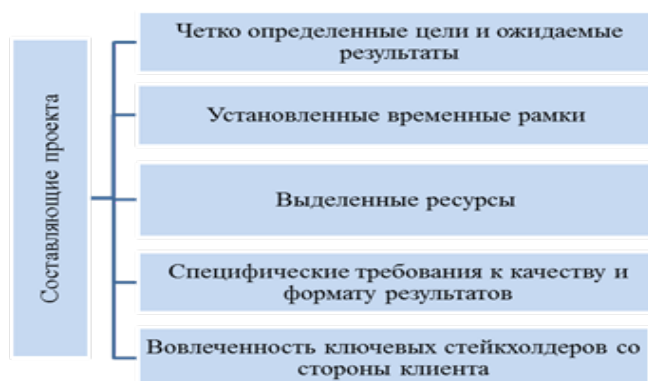 Составляющие проекта
Четко определенные цели и ожидаемые
результаты
Установленные временные рамки
Выделенные ресурсы
Специфические требования к качеству и
формату результатов
Вовлеченность ключевых стейкхолдеров со
стороны клиента